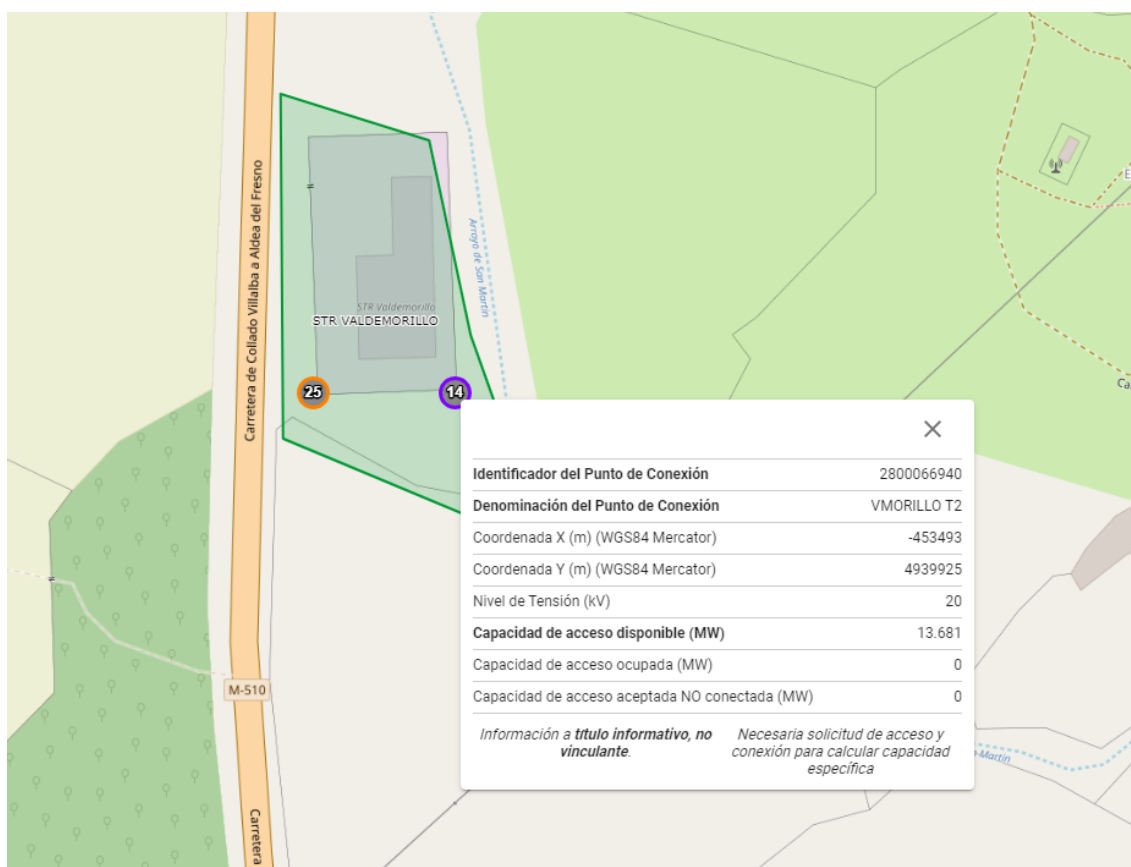 Carretera de Collado Villalba a Aldea del Fresno
Arroyo de San Martín
STR Valdemorillo
STR VALDEMORILLO
25
14
E
Ca
Identificador del Punto de Conexión 2800066940
Denominación del Punto de Conexión VMORILLO T2
Coordenada X (m) (WGS84 Mercator) -453493
Coordenada Y (m) (WGS84 Mercator) 4939925
Nivel de Tensión (kV) 20
Capacidad de acceso disponible (MW) 13.681
Capacidad de acceso ocupada (MW) 0
Capacidad de acceso aceptada NO conectada (MW) 0
Información a título informativo, no
vinculante.
Necesaria solicitud de acceso y
conexión para calcular capacidad
específica
M-510
Martín
Carretera